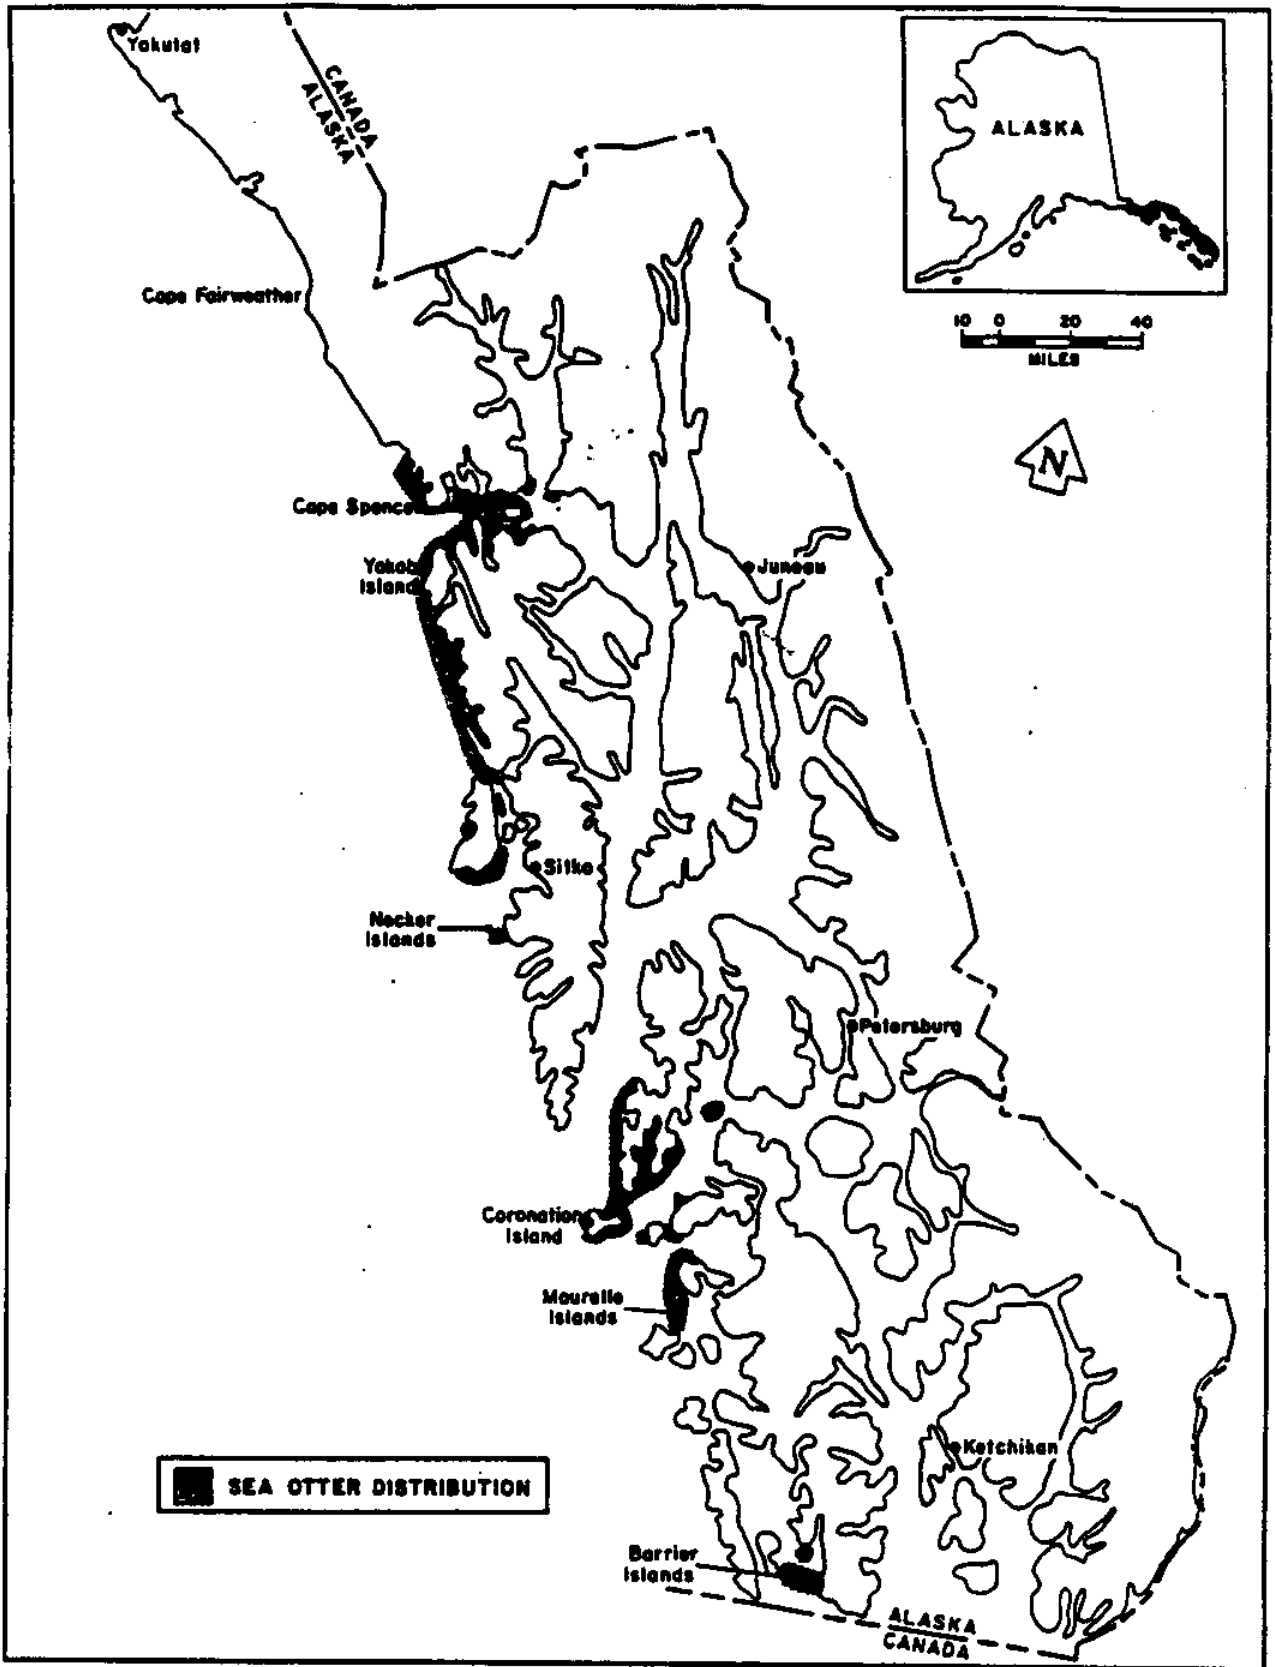 Yakutat
CANADA
ALASKA
ALASKA
Cape Fairweather
10 0 20 40
MILES
N
Cape Spencer
Yakobi
Island
Juneau
Sitka
Necker
Islands
Petersburg
Coronation
Island
Maurelle
Islands
Ketchikan
SEA OTTER DISTRIBUTION
Barrier
Islands
ALASKA
CANADA